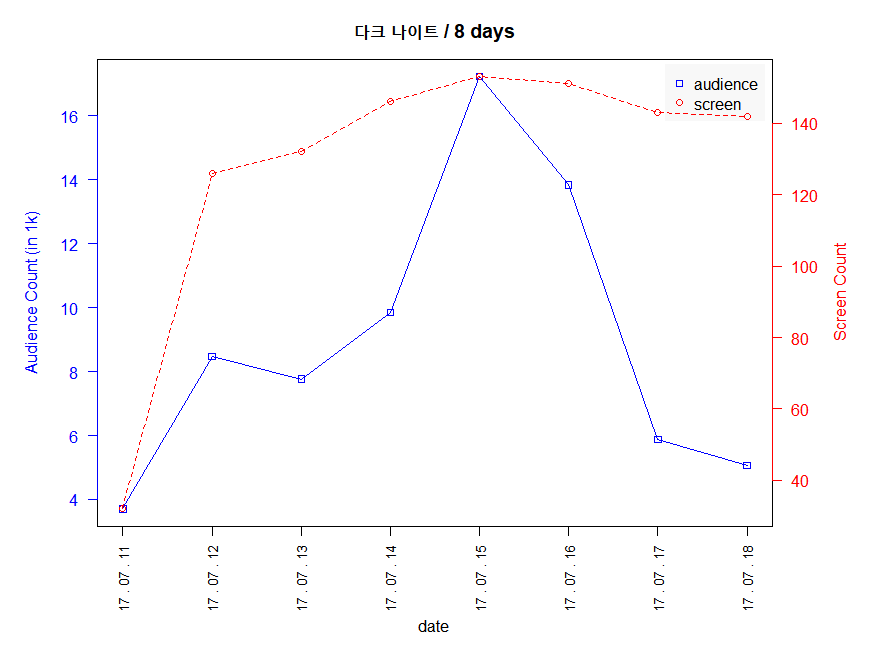 다크 나이트 / 8 days
audience
screen
Audience Count (in 1k)
16
14
12
10
8
6
4
140
120
100
80
60
40
Screen Count
17 . 07 . 11
17 . 07 . 12
17 . 07 . 13
17 . 07 . 14
17 . 07 . 15
17 . 07 . 16
17 . 07 . 17
17 . 07 . 18
date